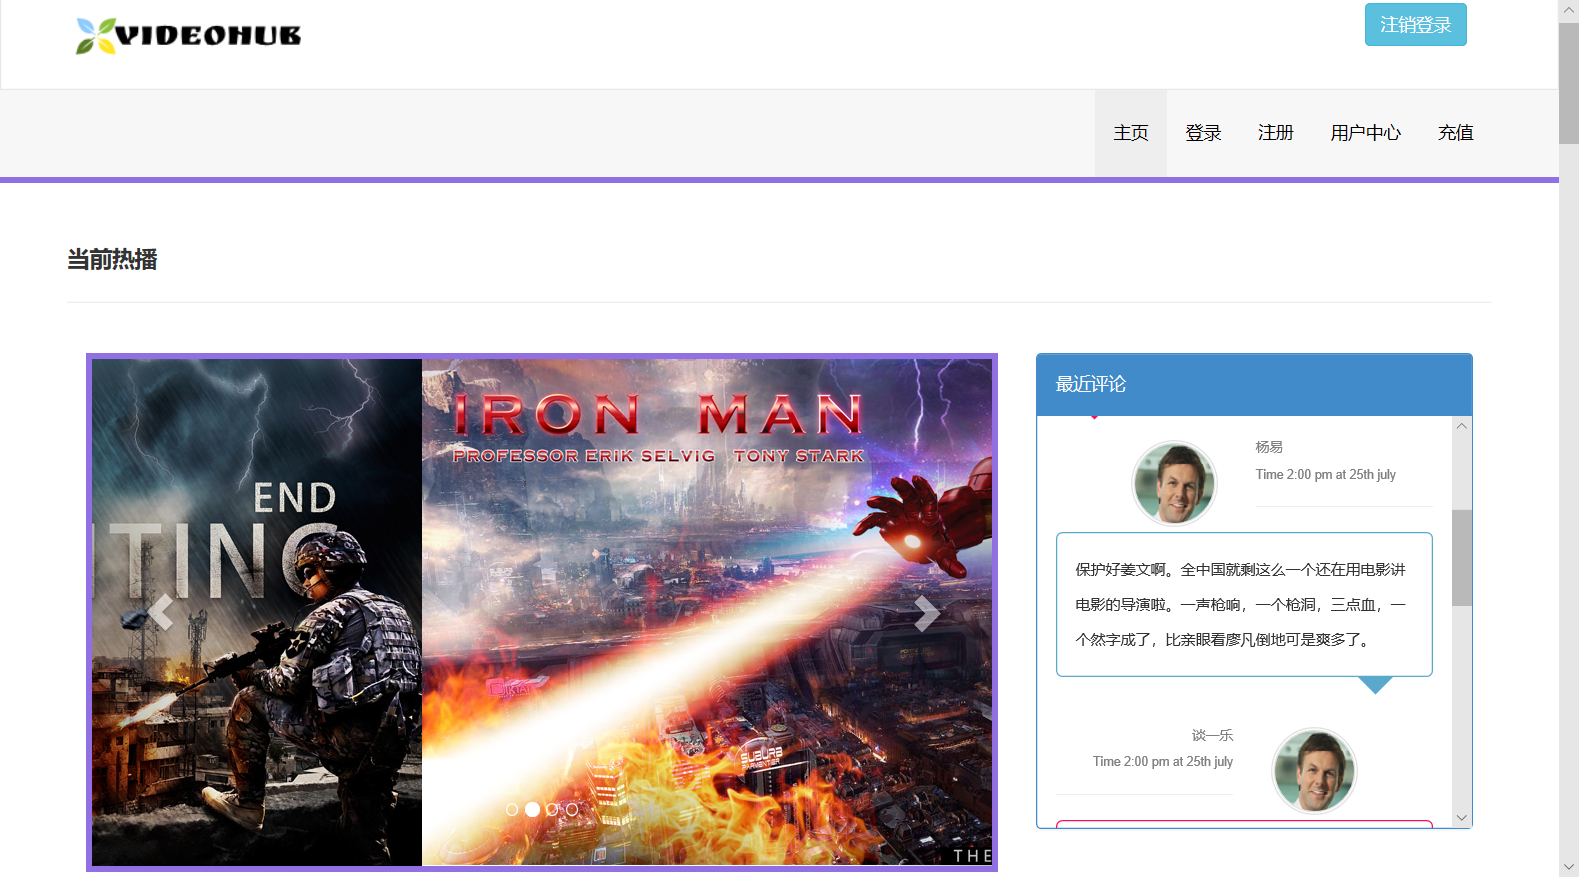 VIDEOHUB
注销登录
主页
登录
注册
用户中心
充值
当前热播
END
TING
IRON MAN
PROFESSOR ERIK SELVIG TONY STARK
SUBURB
THE
最近评论
杨易
Time 2:00 pm at 25th july
保护好姜文啊。全中国就剩这么一个还在用电影讲
电影的导演啦。一声枪响，一个枪洞，三点血，一
个然字成了，比亲眼看廖凡倒地可是爽多了。
谈一乐
Time 2:00 pm at 25th july